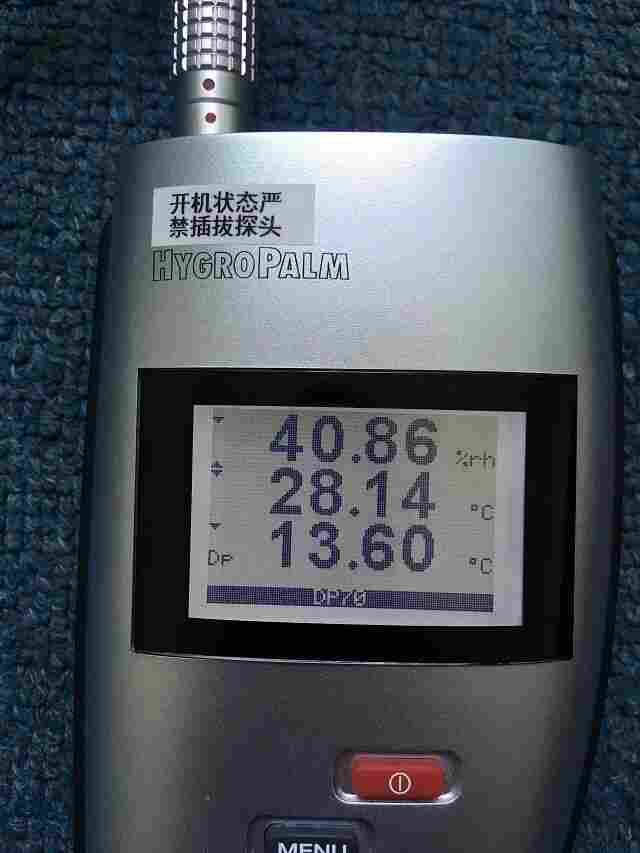 开机状态严
禁插拔探头
HYGROPALM
40.86 %rh
28.14 °C
Dp 13.60 °C
DP70
MENU